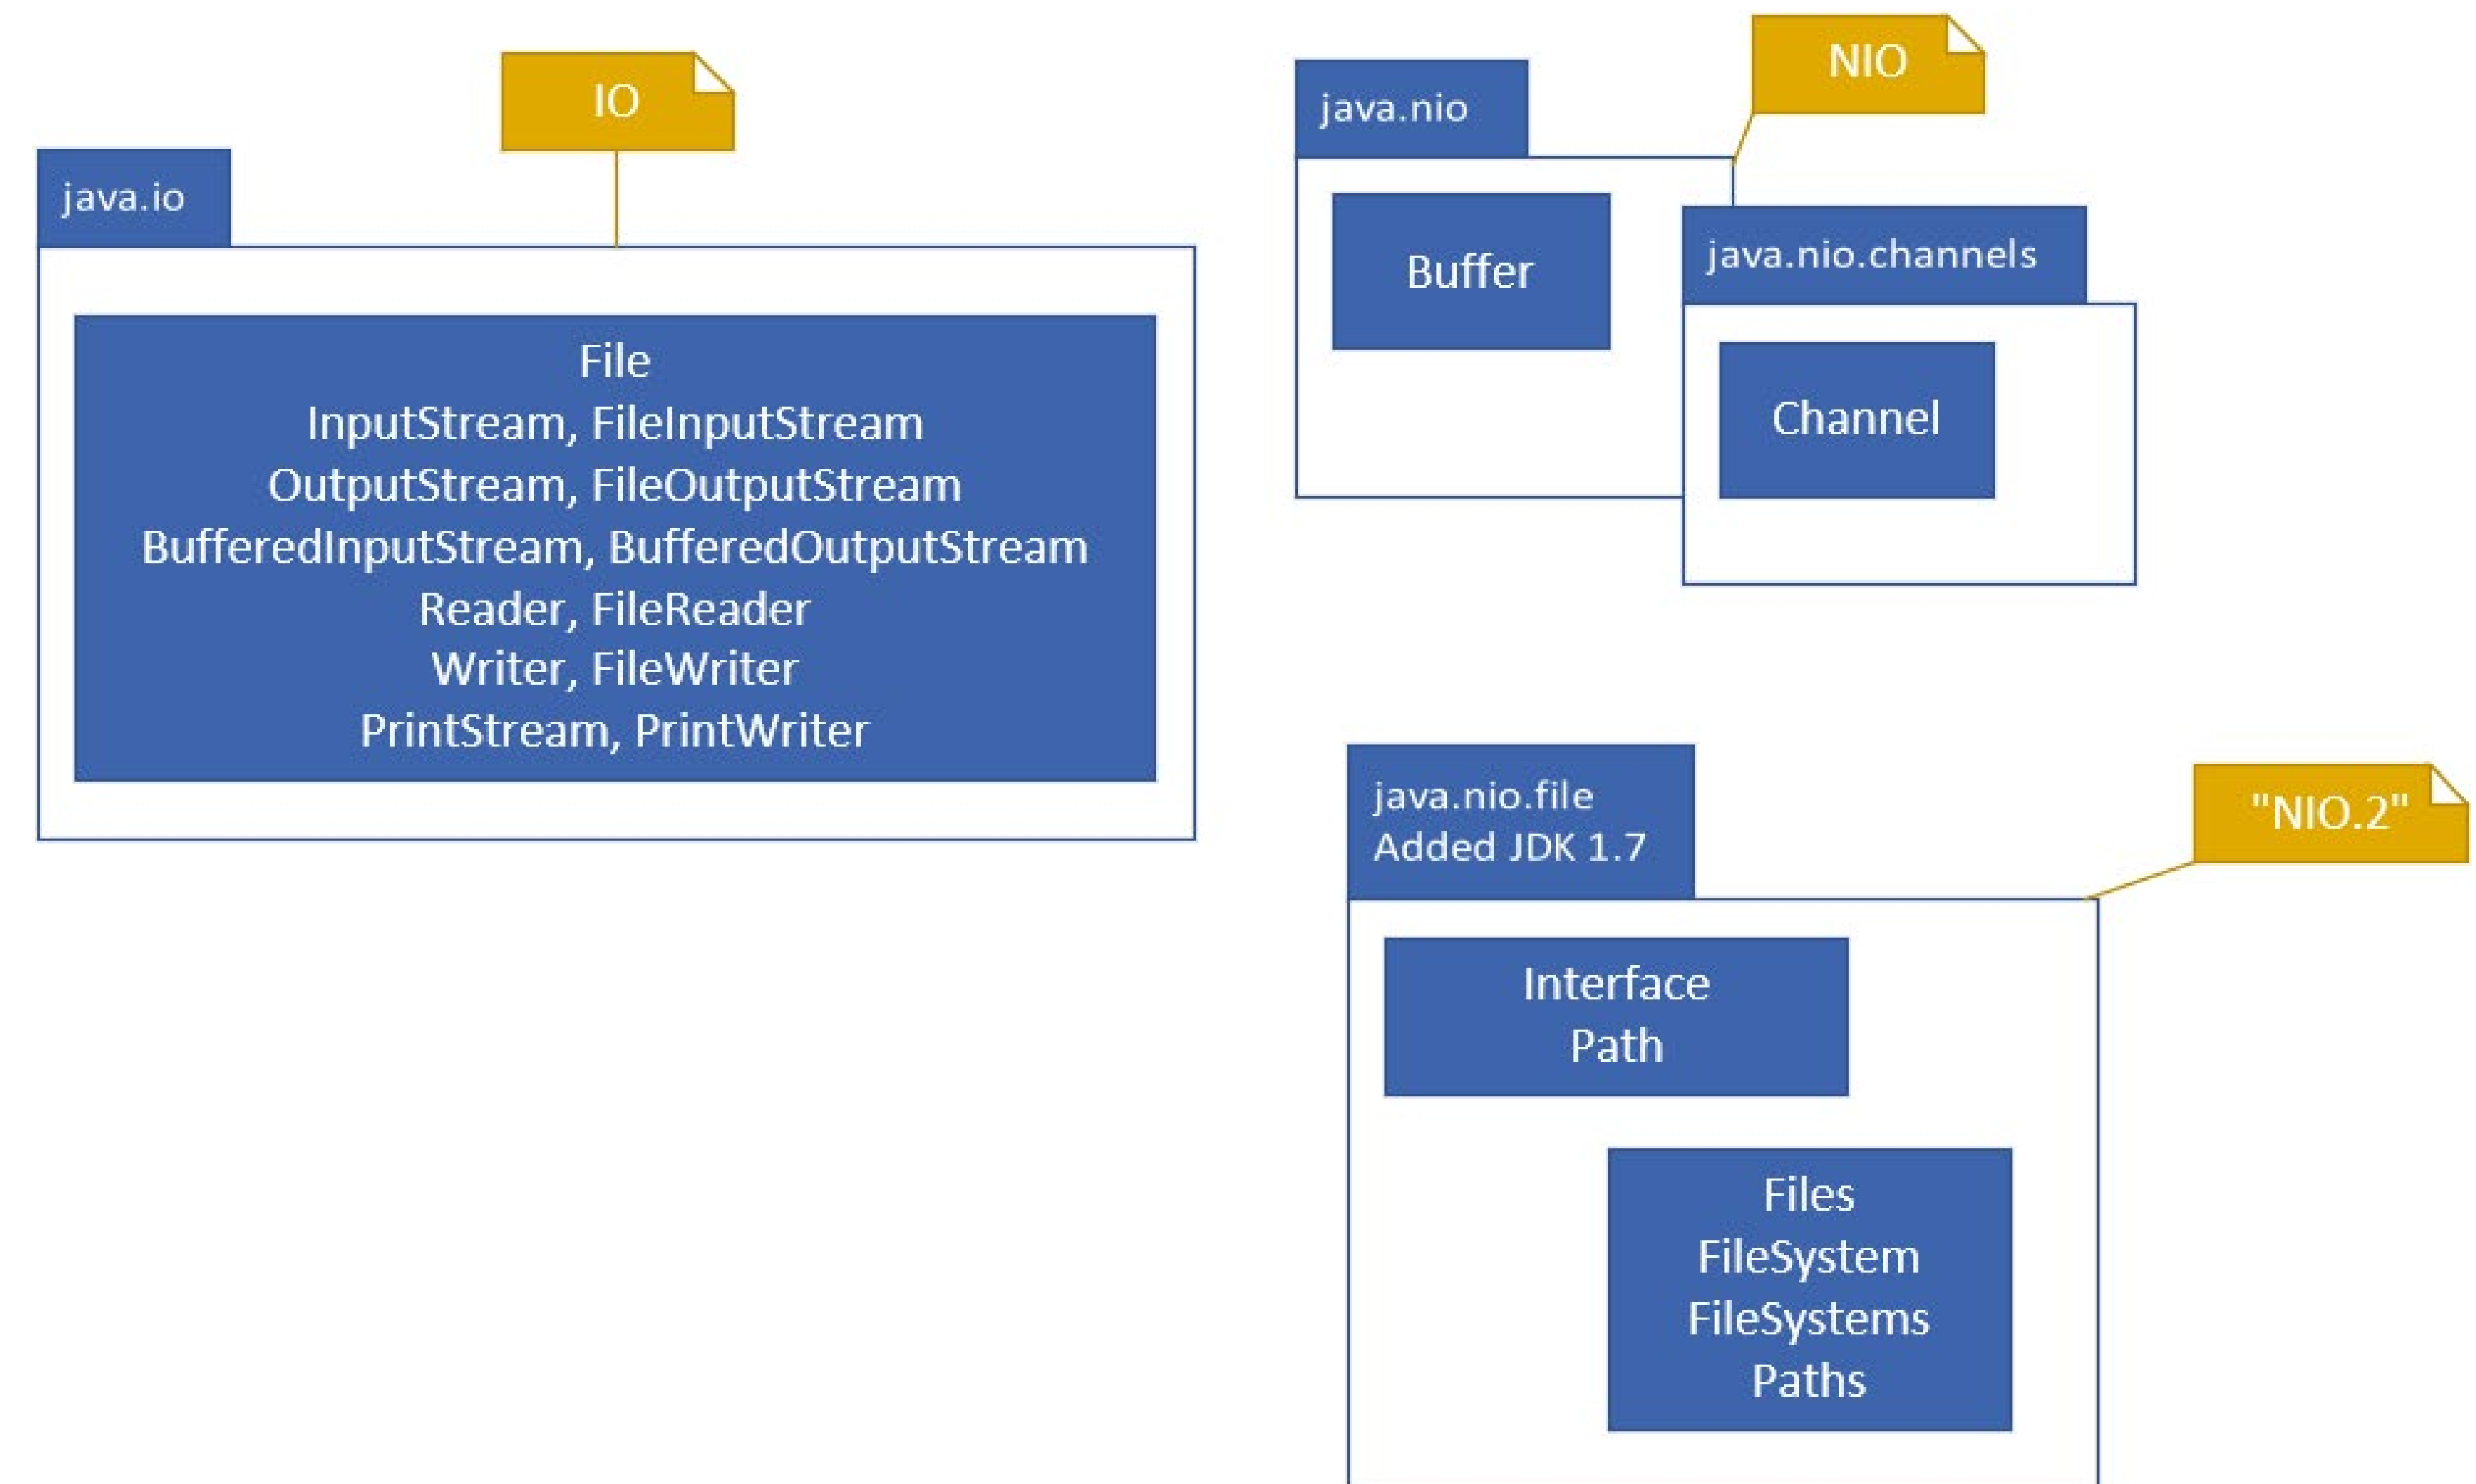 IO
java.io
File
InputStream, FileInputStream
OutputStream, FileOutputStream
BufferedInputStream, BufferedOutputStream
Reader, FileReader
Writer, FileWriter
PrintStream, PrintWriter
NIO
java.nio
Buffer
java.nio.channels
Channel
"NIO.2"
java.nio.file
Added JDK 1.7
Interface
Path
Files
FileSystem
FileSystems
Paths